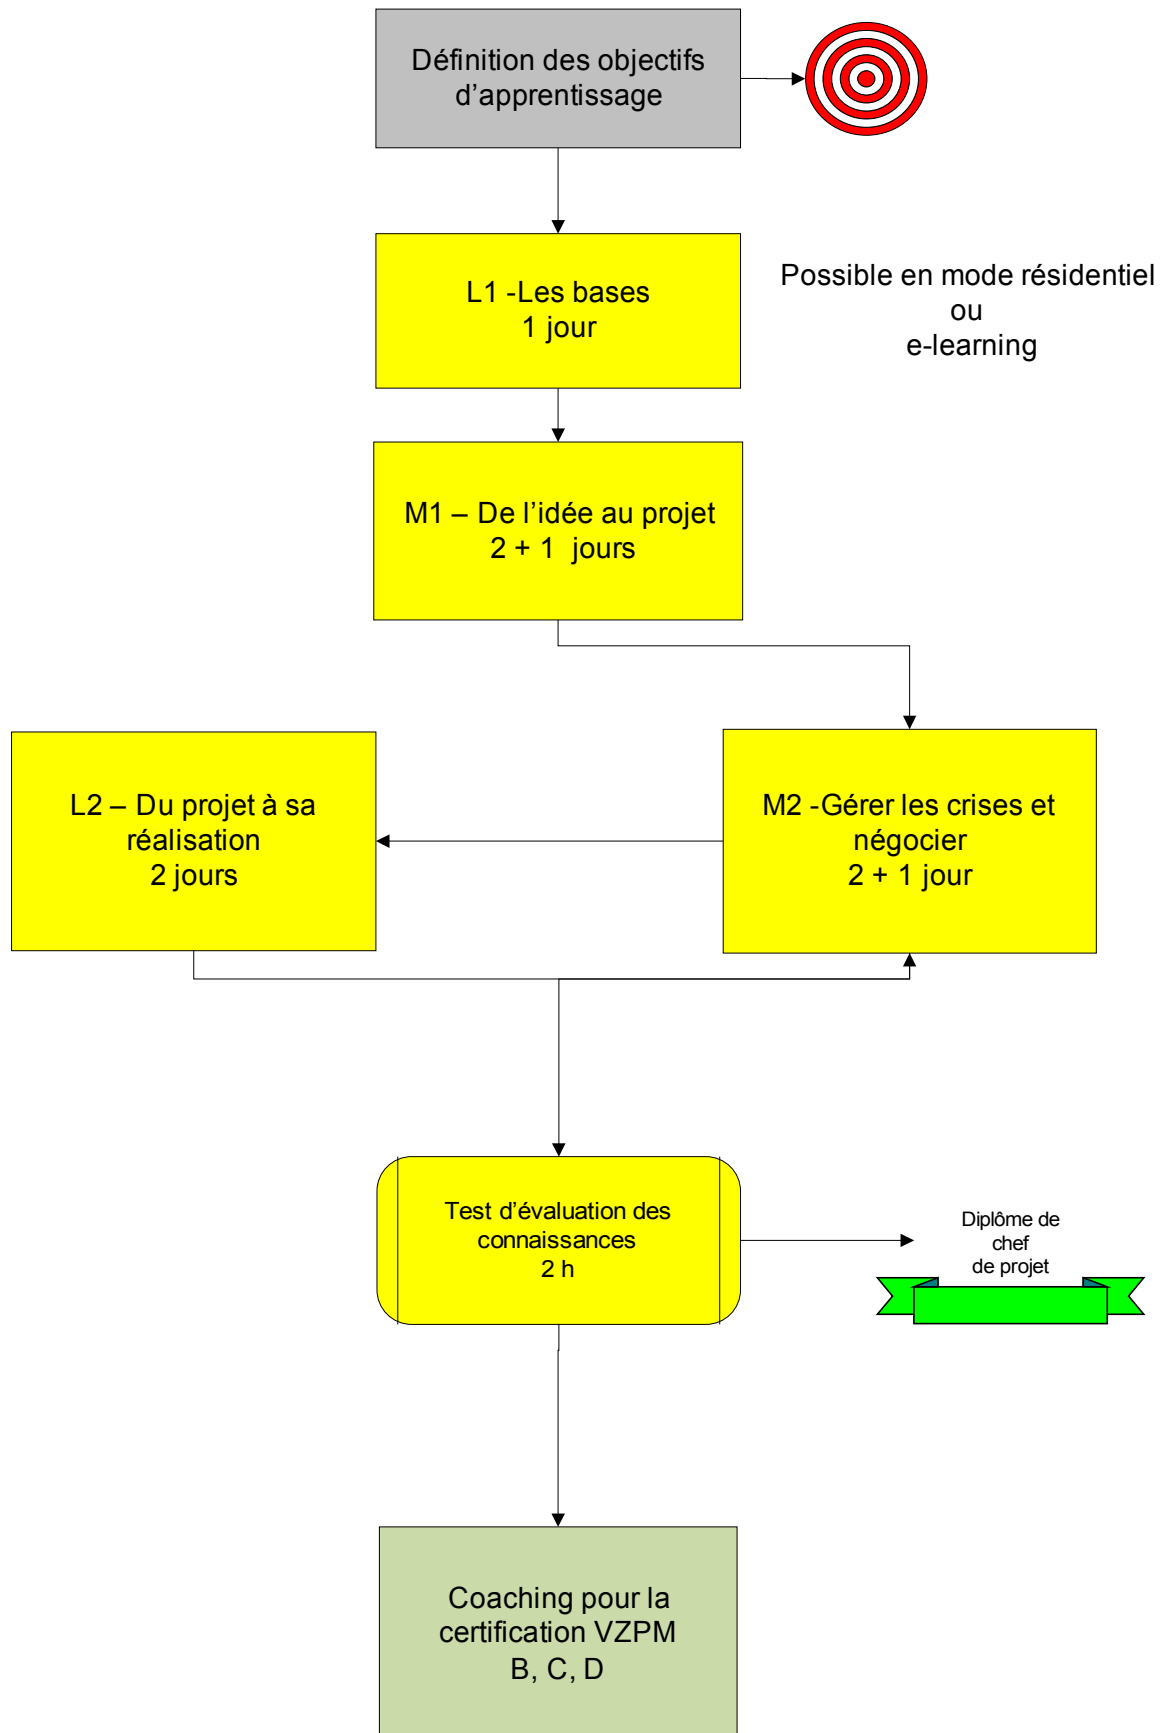 Définition des objectifs
d’apprentissage
L1 -Les bases
1 jour
Possible en mode résidentiel
ou
e-learning
M1 – De l’idée au projet
2 + 1  jours
L2 – Du projet à sa
réalisation
2 jours
M2 -Gérer les crises et
négocier
2 + 1 jour
Test d’évaluation des
connaissances
2 h
Diplôme de
chef
de projet
Coaching pour la
certification VZPM
B, C, D